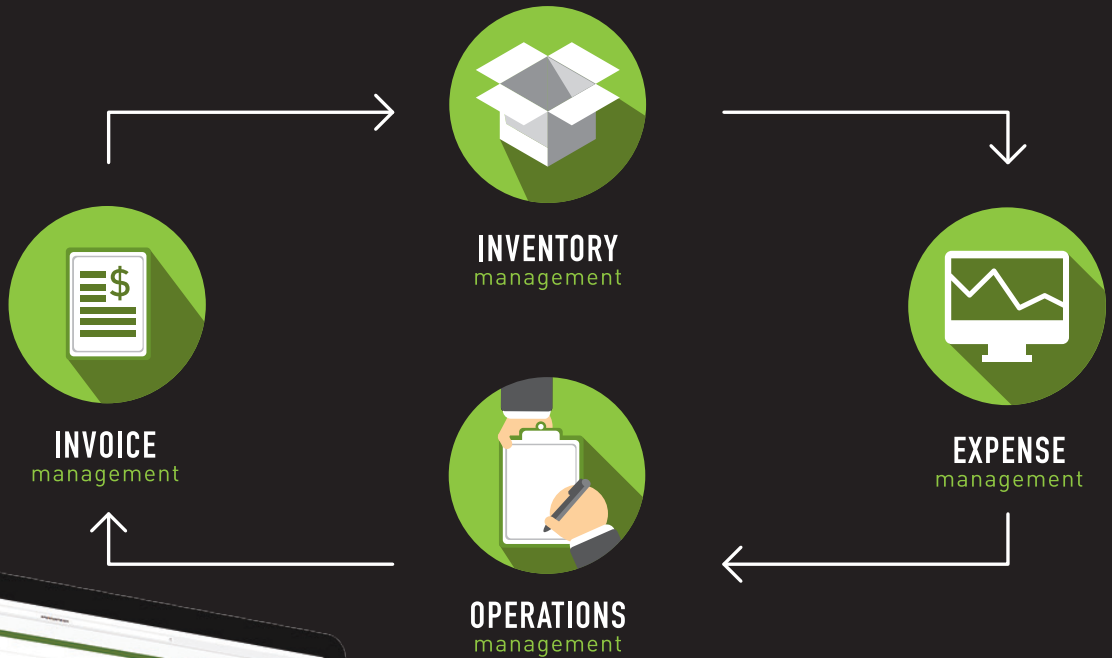 INVENTORY
management
INVOICE
management
EXPENSE
management
OPERATIONS
management
$